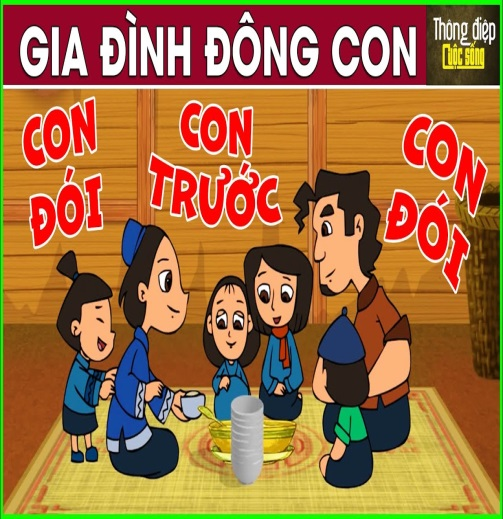 GIA ĐÌNH ĐÔNG CON
Thông điệp
Cuộc sống
CON
ĐÓI
CON
TRƯỚC
CON
ĐÓI